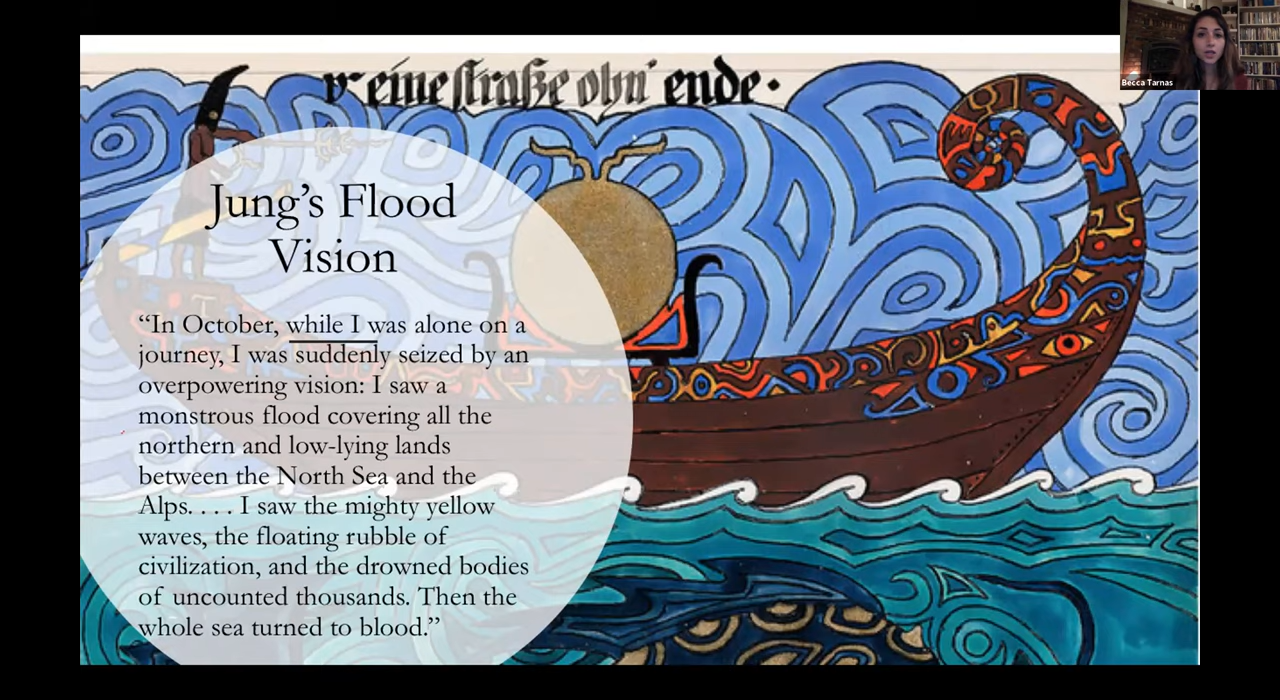 eine straße ohn' ende·
Becca Tarnas
Jung’s Flood
Vision
“In October, while I was alone on a
journey, I was suddenly seized by an
overpowering vision: I saw a
monstrous flood covering all the
northern and low-lying lands
between the North Sea and the
Alps. . . . I saw the mighty yellow
waves, the floating rubble of
civilization, and the drowned bodies
of uncounted thousands. Then the
whole sea turned to blood.”